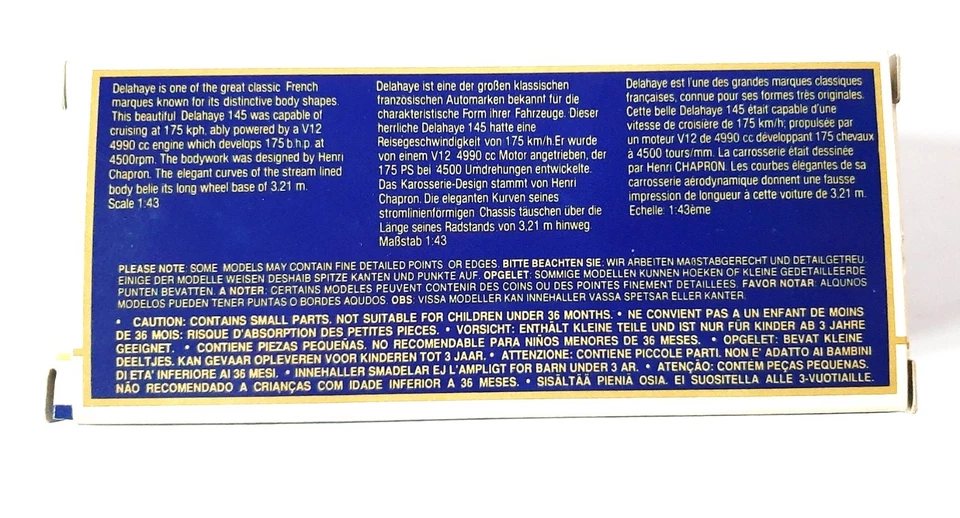 Delahaye is one of the great classic French
marques known for its distinctive body shapes.
This beautiful Delahaye 145 was capable of
cruising at 175 kph, ably powered by a V12
4990 cc engine which develops 175 b.h.p. at
4500rpm. The bodywork was designed by Henri
Chapron. The elegant curves of the stream lined
body belie its long wheel base of 3.21 m.
Scale 1:43
Delahaye ist eine der großen klassischen
französischen Automarken bekannt für die
charakteristische Form ihrer Fahrzeuge. Dieser
herrliche Delahaye 145 hatte eine
Reisegeschwindigkeit von 175 km/h.Er wurde
von einem V12 4990 cc Motor angetrieben, der
175 PS bei 4500 Umdrehungen entwickelte.
Das Karosserie-Design stammt von Henri
Chapron. Die eleganten Kurven seines
stromlinienförmigen Chassis täuschen über die
Länge seines Radstands von 3,21 m hinweg.
Maßstab 1:43
Delahaye est l'une des grandes marques classiques
françaises, connue pour ses formes très originales.
Cette belle Delahaye 145 était capable d'une
vitesse de croisière de 175 km/h; propulsée par
un moteur V12 de 4990 cc développant 175 chevaux
à 4500 tours/mm. La carrosserie était dessinée
par Henri CHAPRON. Les courbes élégantes de sa
carrosserie aérodynamique donnent une fausse
impression de longueur à cette voiture de 3.21 m.
Echelle: 1:43ème
PLEASE NOTE: SOME MODELS MAY CONTAIN FINE DETAILED POINTS OR EDGES. BITTE BEACHTEN SIE: WIR ARBEITEN MAßSTABGERECHT UND DETAILGETREU.
EINIGE DER MODELLE WEISEN DESHAIB SPITZE KANTEN UND PUNKTE AUF. OPGELET: SOMMIGE MODELLEN KUNNEN HOEKEN OF KLEINE GEDETAILLEERDE
PUNTEN BEVATTEN. A NOTER: CERTAINS MODELES PEUVENT CONTENIR DES COINS OU DES POINTES FINEMENT DETAILLEES. FAVOR NOTAR: ALQUNOS
MODELOS PUEDEN TENER PUNTAS O BORDES AQUDOS. OBS: VISSA MODELLER KAN INNEHALLER VASSA SPETSAR ELLER KANTER.
• CAUTION: CONTAINS SMALL PARTS. NOT SUITABLE FOR CHILDREN UNDER 36 MONTHS. • NE CONVIENT PAS A UN ENFANT DE MOINS
DE 36 MOIS: RISQUE D'ABSORPTION DES PETITES PIECES. • VORSICHT: ENTHÄLT KLEINE TEILE UND IST NUR FÜR KINDER AB 3 JAHRE
GEEIGNET. • CONTIENE PIEZAS PEQUEÑAS. NO RECOMENDABLE PARA NIÑOS MENORES DE 36 MESES. • OPGELET: BEVAT KLEINE
DEELTJES. KAN GEVAAR OPLEVEREN VOOR KINDEREN TOT 3 JAAR. • ATTENZIONE: CONTIENE PICCOLE PARTI. NON E' ADATTO AI BAMBINI
DI ETA' INFERIORE AI 36 MESI. • INNEHALLER SMADELAR EJ L'AMPLIGT FOR BARN UNDER 3 AR. • ATENÇÃO: CONTÉM PEÇAS PEQUENAS.
NÃO RECOMENDADO A CRIANÇAS COM IDADE INFERIOR A 36 MESES. • SISÄLTÄÄ PIENIÄ OSIA. EI SUOSITELLA ALLE 3-VUOTIAILLE.